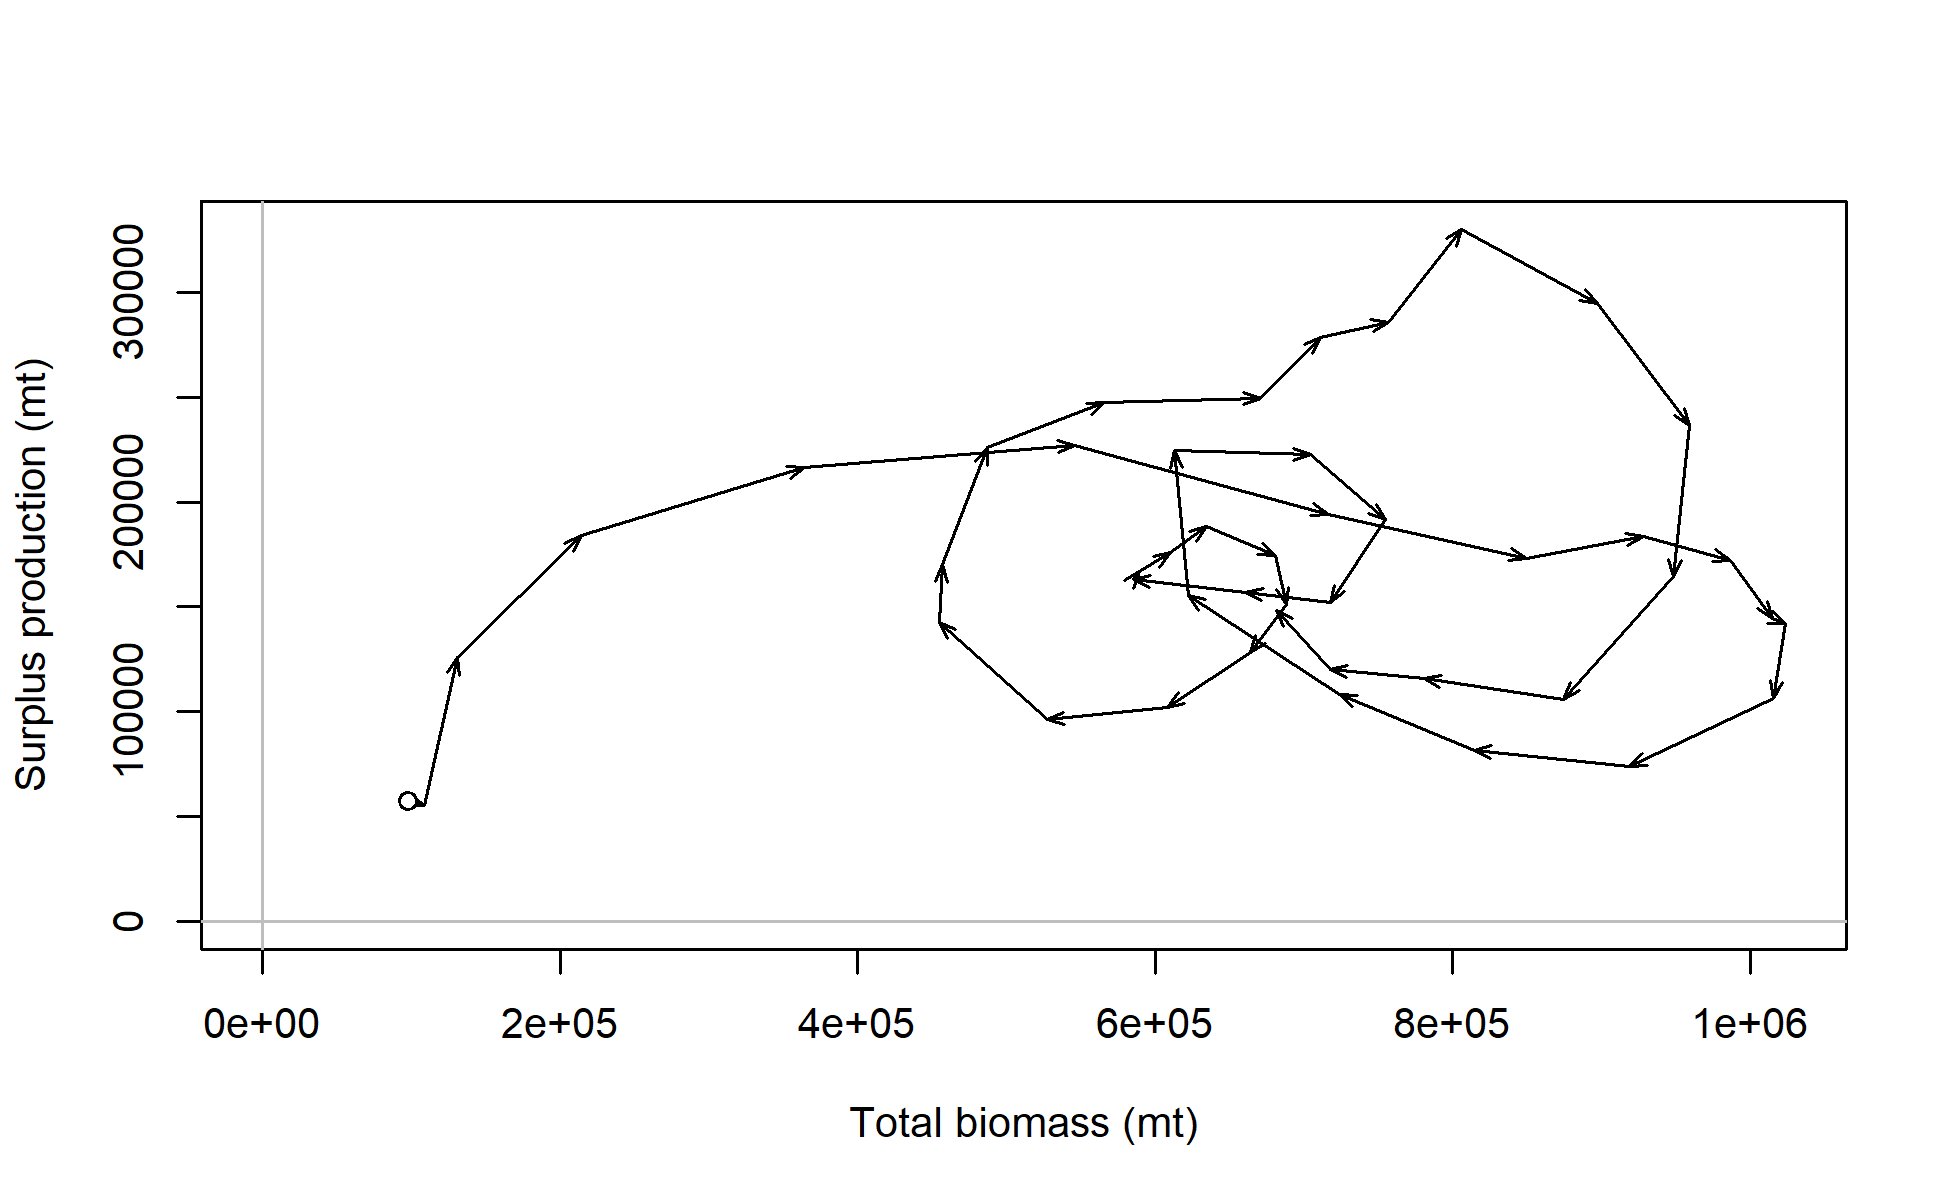 Surplus production (mt)
300000
200000
100000
0
0e+00 2e+05 4e+05 6e+05 8e+05 1e+06
Total biomass (mt)